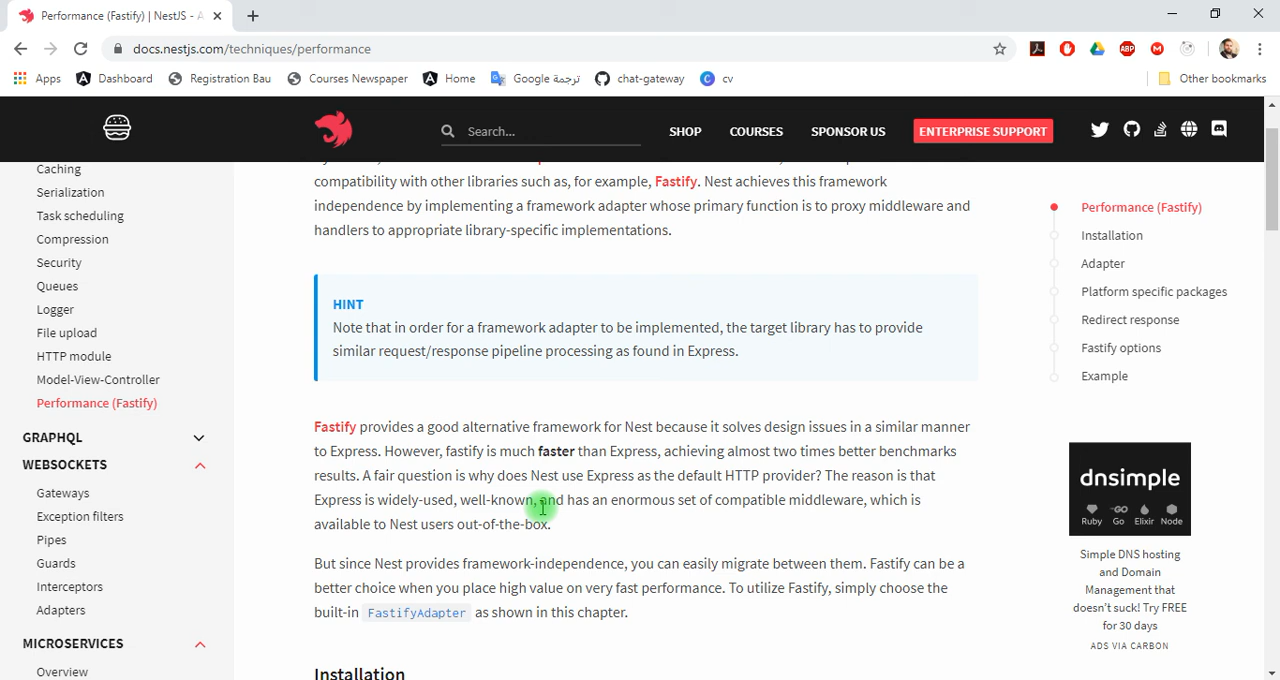 Performance (Fastify) | NestJS - A
docs.nestjs.com/techniques/performance
ABP
Apps
Dashboard
Registration Bau
Courses Newspaper
Home
Google ترجمة
chat-gateway
C
cv
Other bookmarks
Search...
SHOP
COURSES
SPONSOR US
ENTERPRISE SUPPORT
Caching
Serialization
Task scheduling
Compression
Security
Queues
Logger
File upload
HTTP module
Model-View-Controller
Performance (Fastify)
GRAPHQL
WEBSOCKETS
Gateways
Exception filters
Pipes
Guards
Interceptors
Adapters
MICROSERVICES
Overview
compatibility with other libraries such as, for example, Fastify. Nest achieves this framework
independence by implementing a framework adapter whose primary function is to proxy middleware and
handlers to appropriate library-specific implementations.
HINT
Note that in order for a framework adapter to be implemented, the target library has to provide
similar request/response pipeline processing as found in Express.
Fastify provides a good alternative framework for Nest because it solves design issues in a similar manner
to Express. However, fastify is much faster than Express, achieving almost two times better benchmarks
results. A fair question is why does Nest use Express as the default HTTP provider? The reason is that
Express is widely-used, well-known, and has an enormous set of compatible middleware, which is
available to Nest users out-of-the-box.
But since Nest provides framework-independence, you can easily migrate between them. Fastify can be a
better choice when you place high value on very fast performance. To utilize Fastify, simply choose the
built-in FastifyAdapter as shown in this chapter.
Installation
Performance (Fastify)
Installation
Adapter
Platform specific packages
Redirect response
Fastify options
Example
dnsimple
Ruby Go Elixir Node
Simple DNS hosting
and Domain
Management that
doesn't suck! Try FREE
for 30 days
ADS VIA CARBON